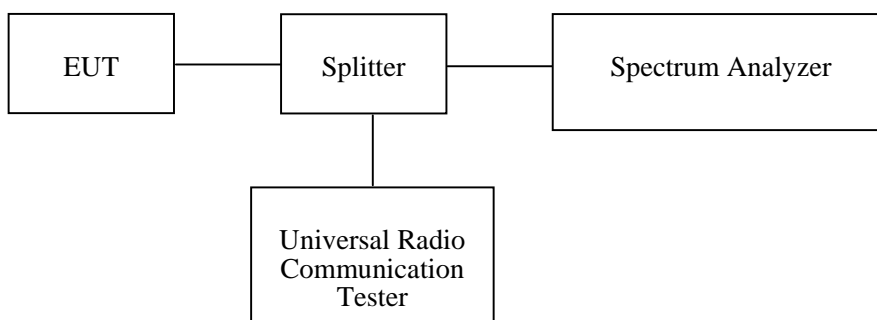 EUT
Splitter
Spectrum Analyzer
Universal Radio
Communication
Tester